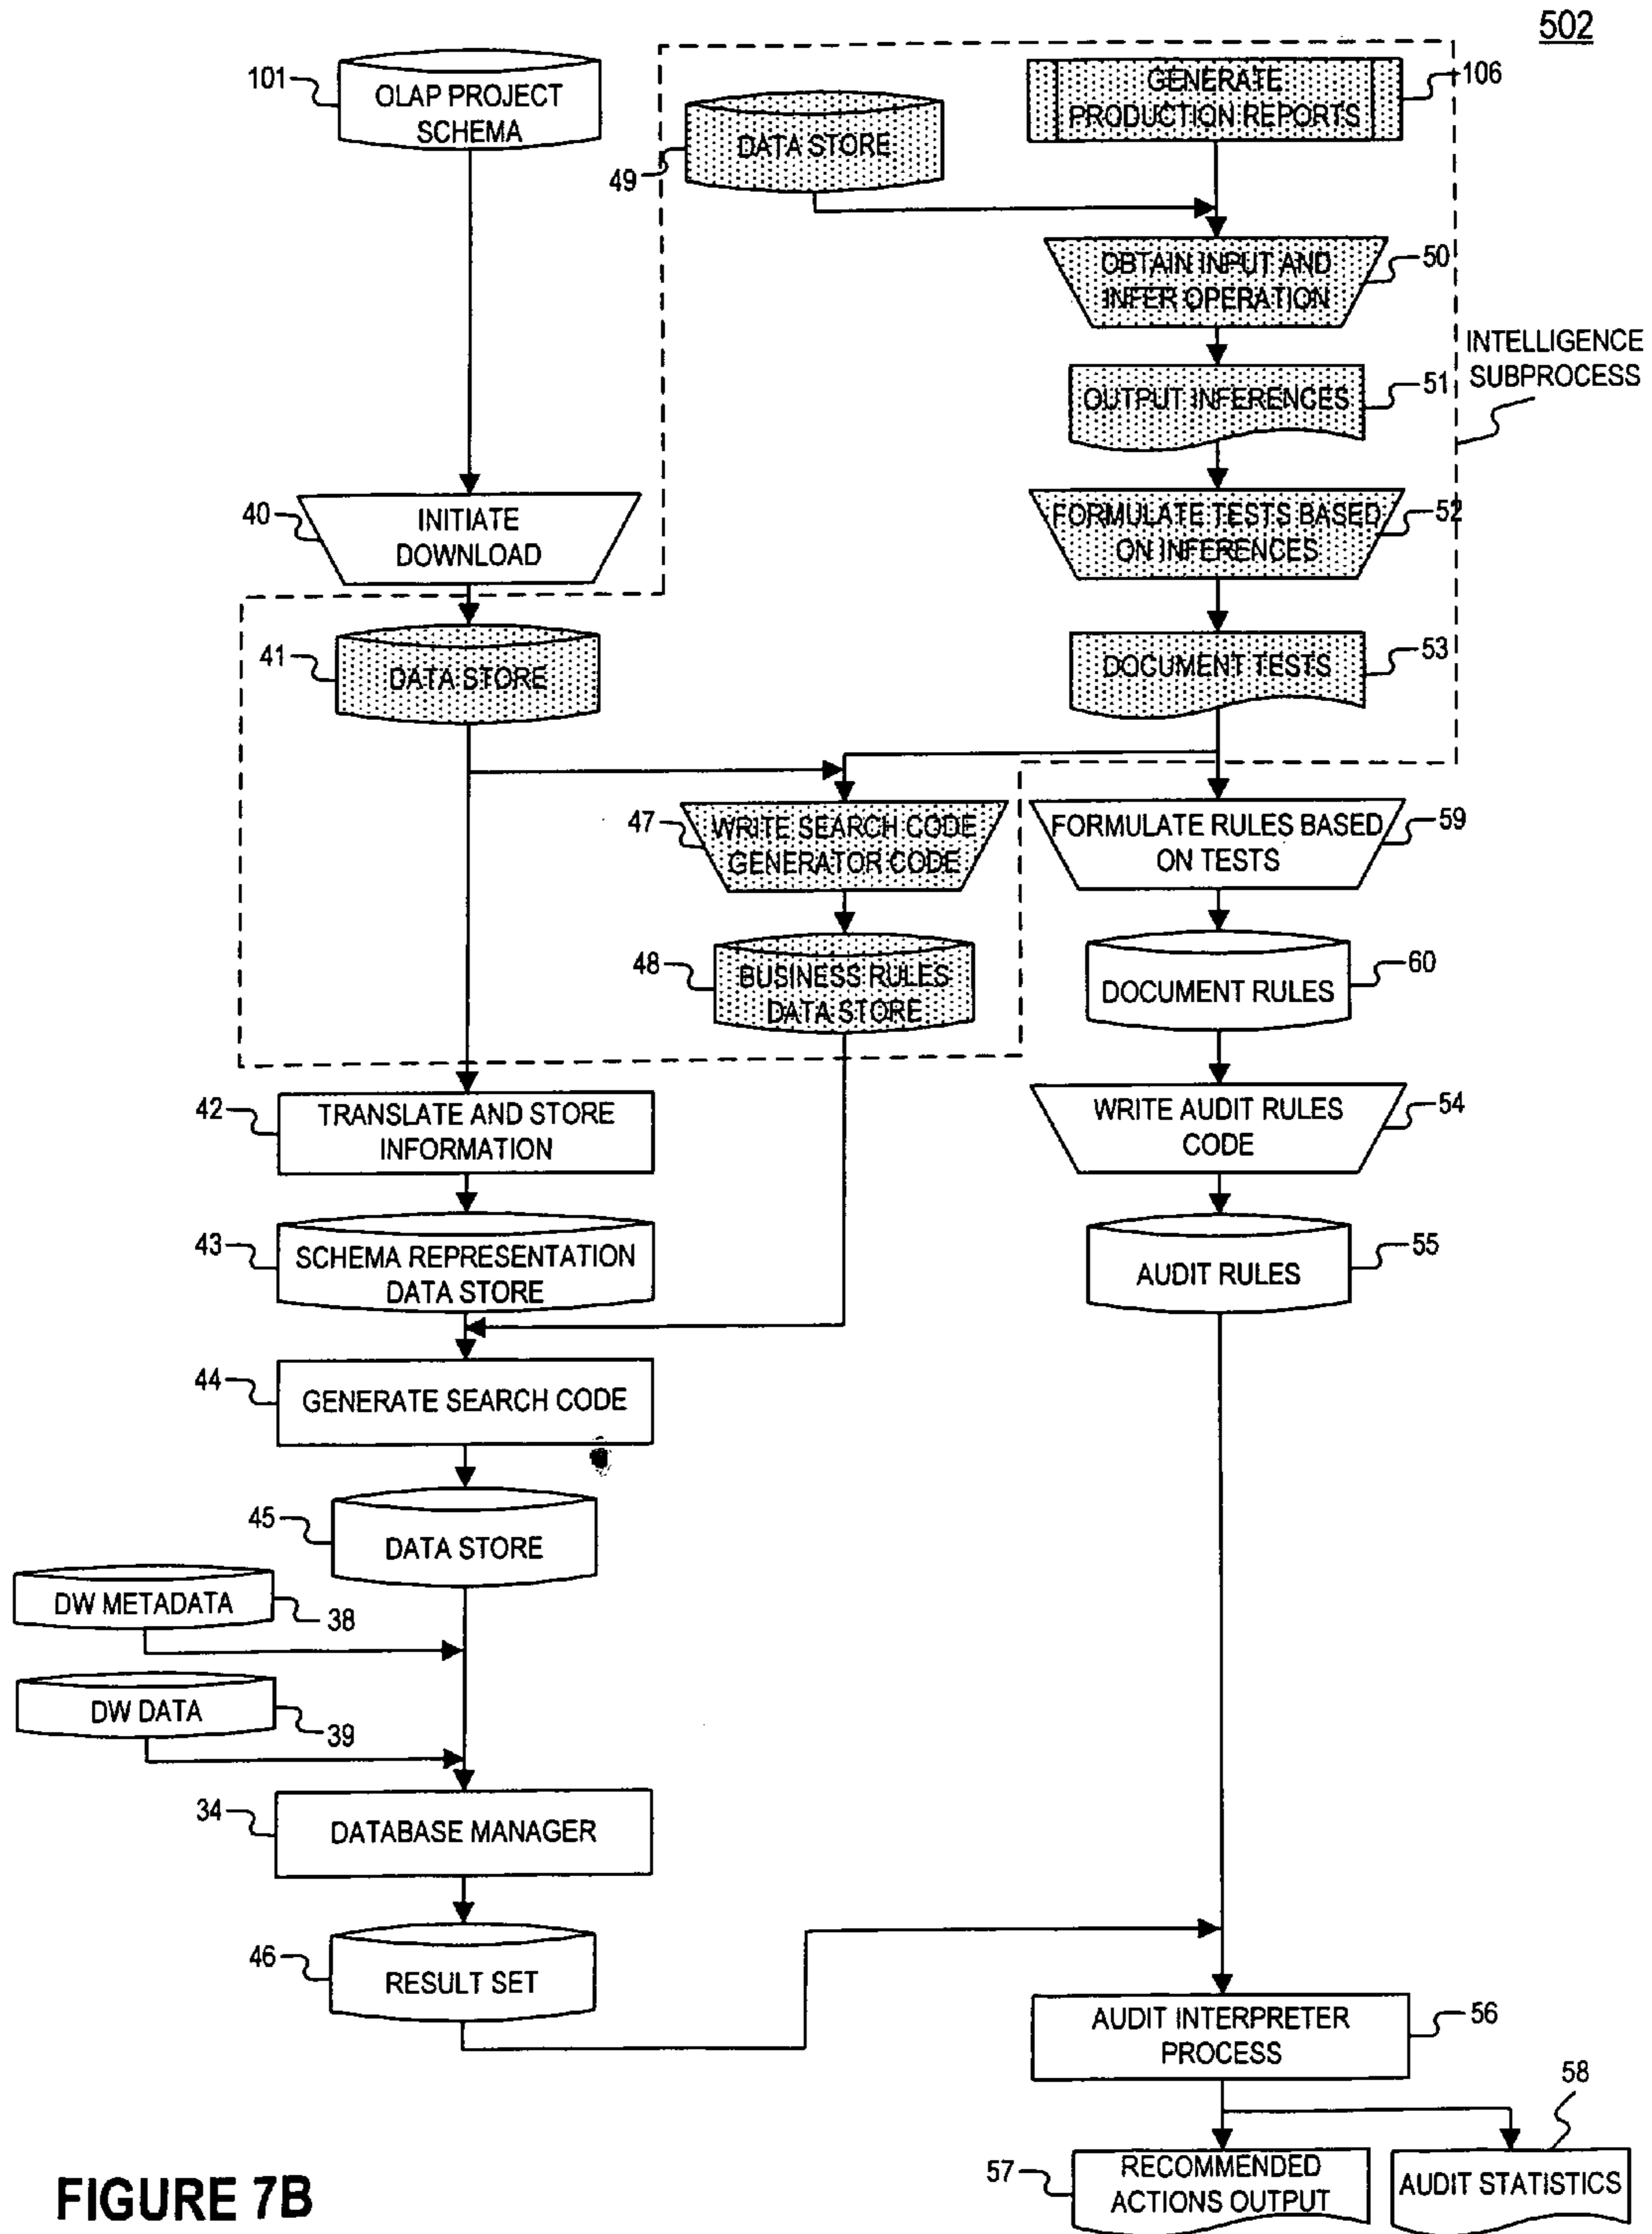 502
101
OLAP PROJECT
SCHEMA
DATA STORE
49
GENERATE
PRODUCTION REPORTS
106
OBTAIN INPUT AND
INFER OPERATION
50
INTELLIGENCE
SUBPROCESS
OUTPUT INFERENCES
51
40
INITIATE
DOWNLOAD
FORMULATE TESTS BASED
ON INFERENCES
52
41
DATA STORE
DOCUMENT TESTS
53
47
WRITE SEARCH CODE
GENERATOR CODE
FORMULATE RULES BASED
ON TESTS
59
48
BUSINESS RULES
DATA STORE
DOCUMENT RULES
60
42
TRANSLATE AND STORE
INFORMATION
WRITE AUDIT RULES
CODE
54
43
SCHEMA REPRESENTATION
DATA STORE
AUDIT RULES
55
44
GENERATE SEARCH CODE
45
DATA STORE
DW METADATA
38
DW DATA
39
34
DATABASE MANAGER
46
RESULT SET
AUDIT INTERPRETER
PROCESS
56
58
57
RECOMMENDED
ACTIONS OUTPUT
AUDIT STATISTICS
FIGURE 7B